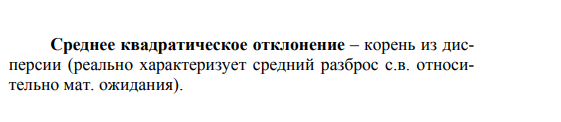 Среднее квадратическое отклонение – корень из дис-
персии (реально характеризует средний разброс с.в. относи-
тельно мат. ожидания).